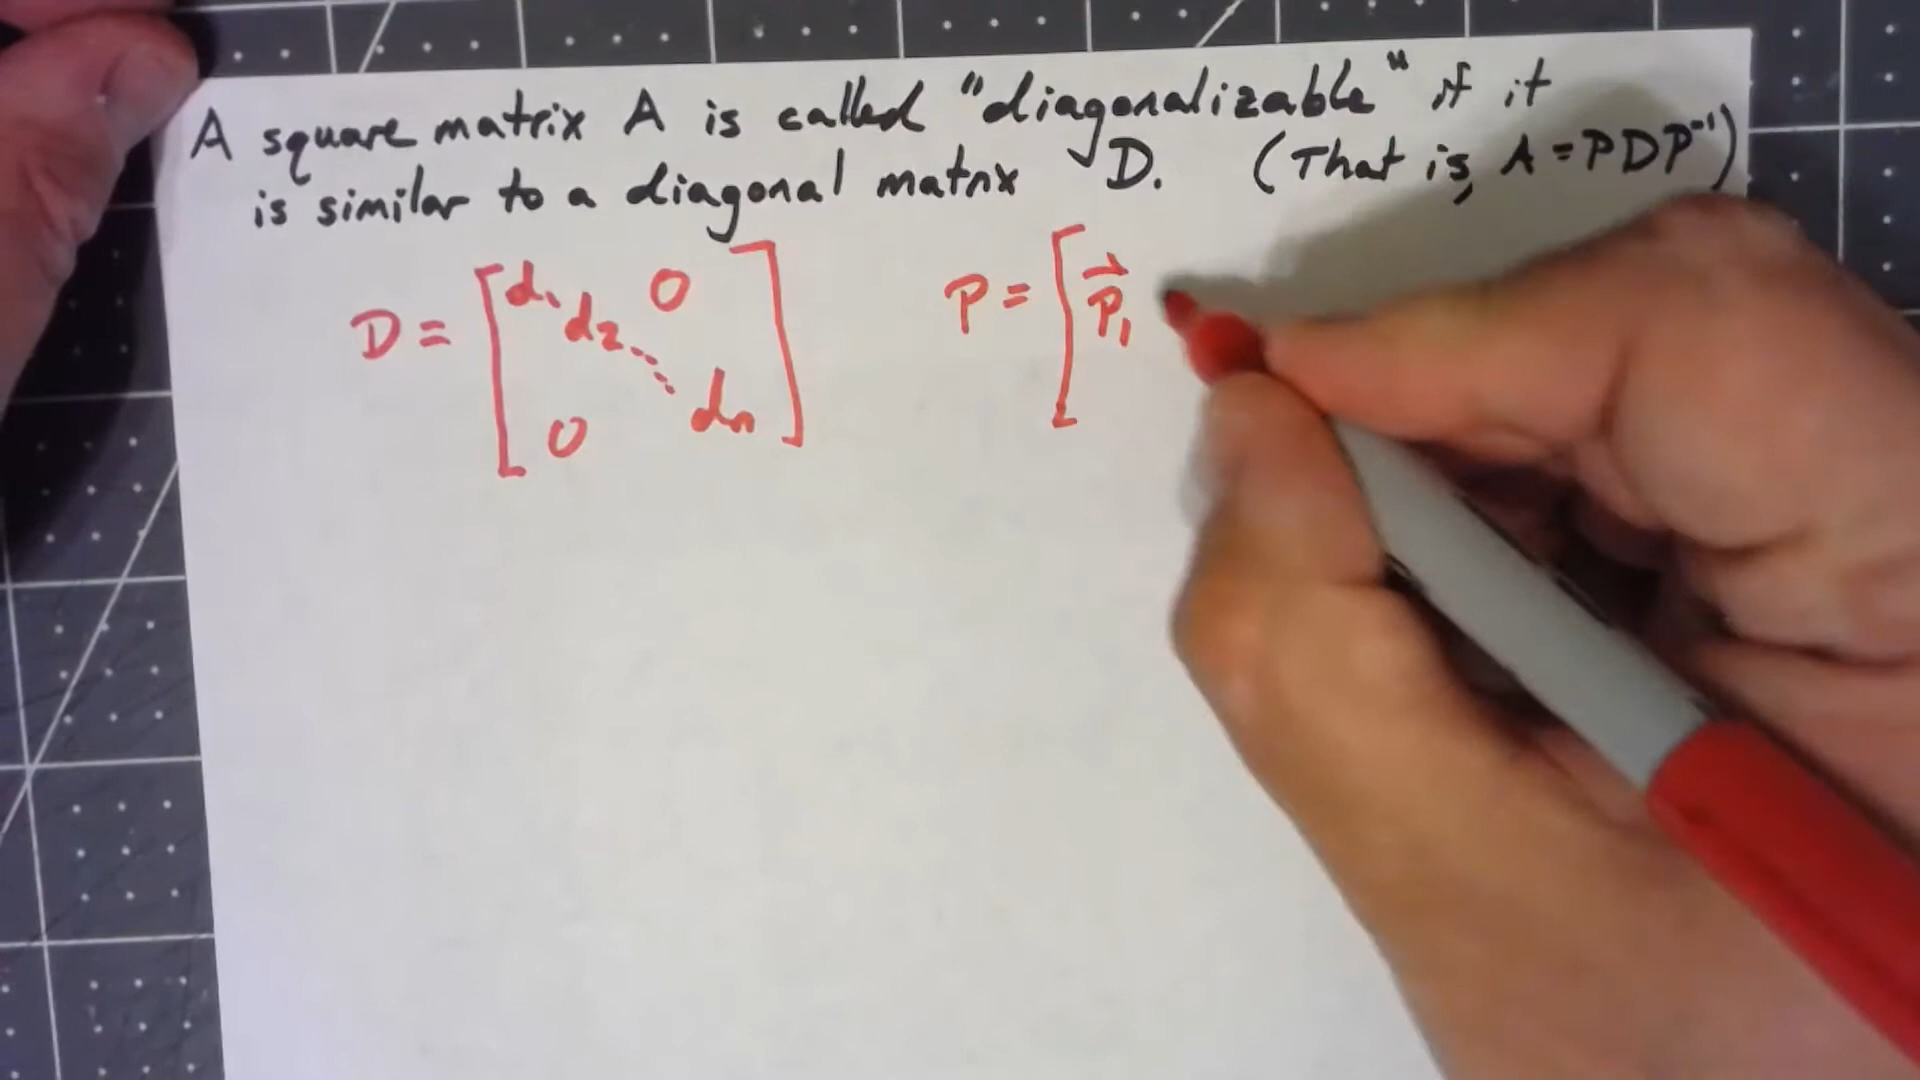 A square matrix A is called "diagonalizable" if it
is similar to a diagonal matrix D. (That is, A = PDP⁻¹)
D = [d₁ d₂ ⋱ dₙ 0 0]
P = [p⃗₁